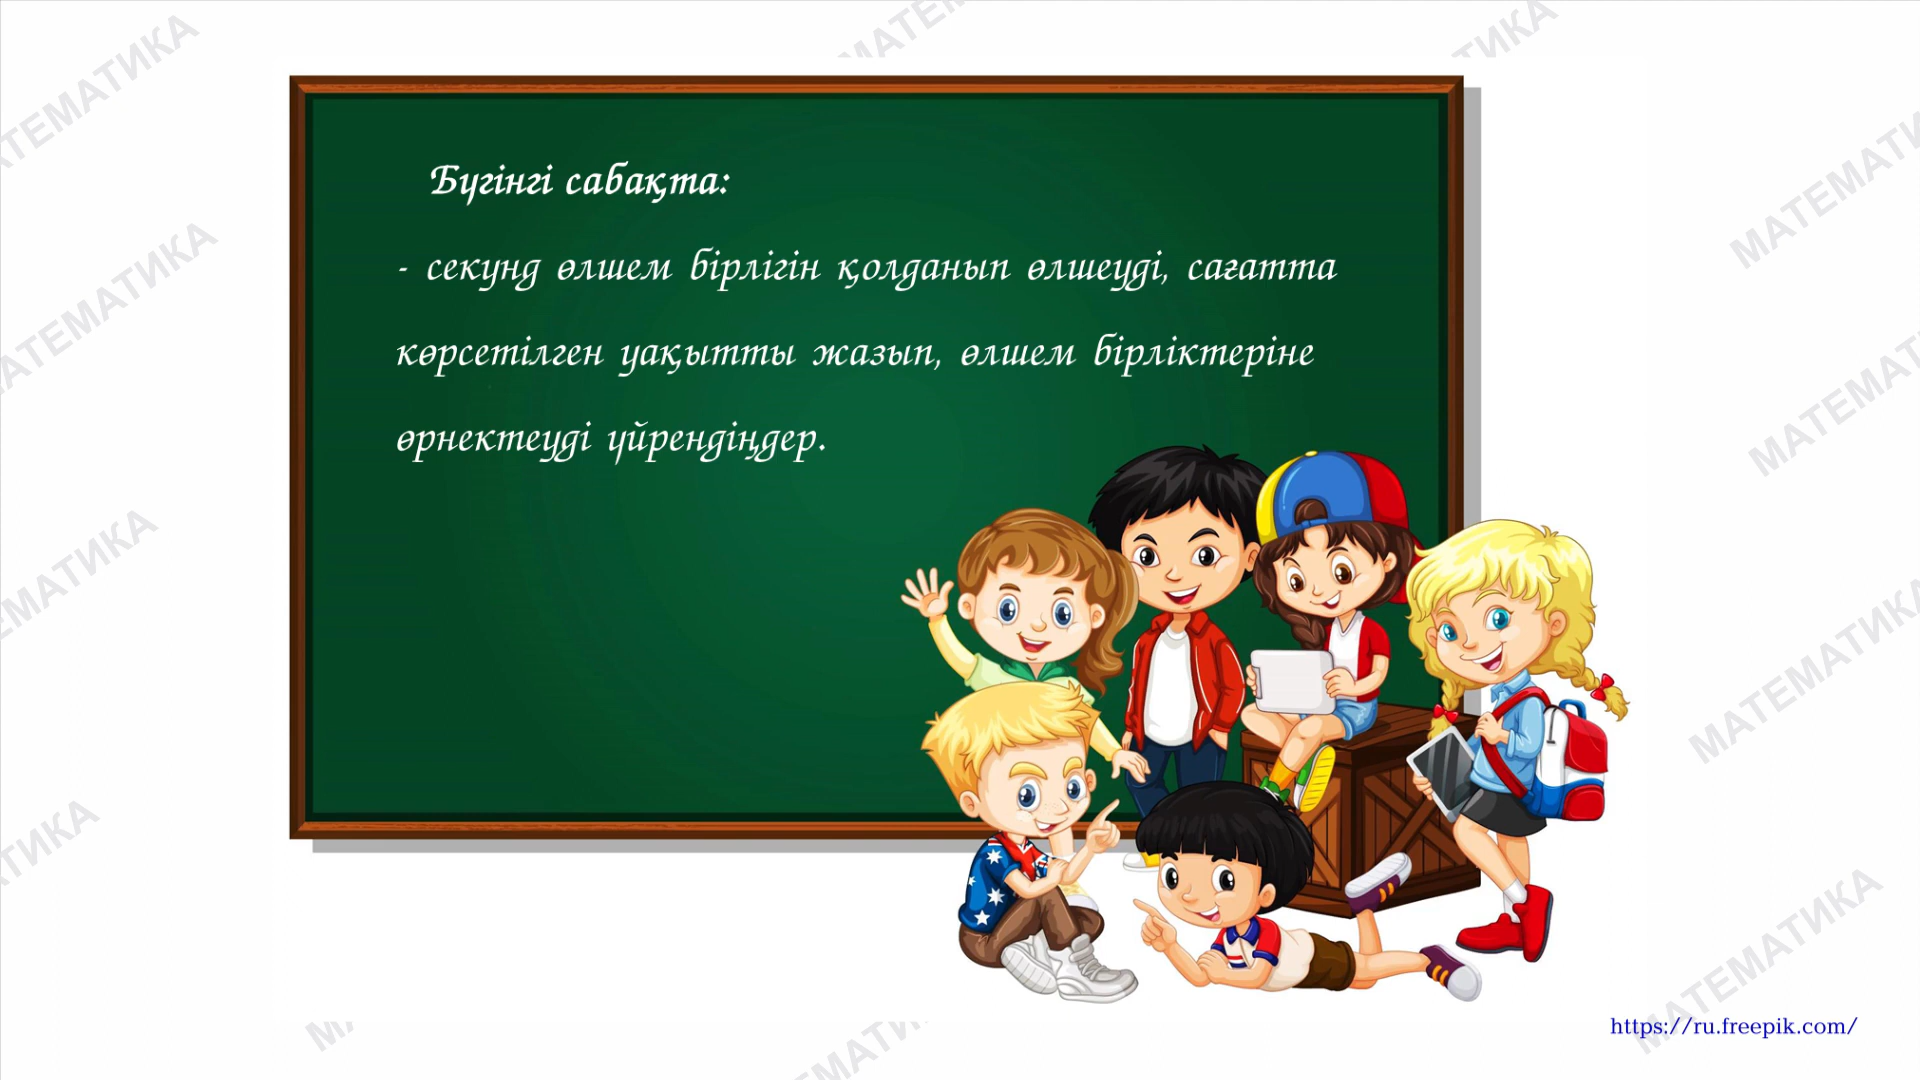 МАТЕМАТИКА
Бүгінгі сабақта:
- секунд өлшем бірлігін қолданып өлшеуді, сағатта
көрсетілген уақытты жазып, өлшем бірліктеріне
өрнектеуді үйрендіңдер.
https://ru.freepik.com/